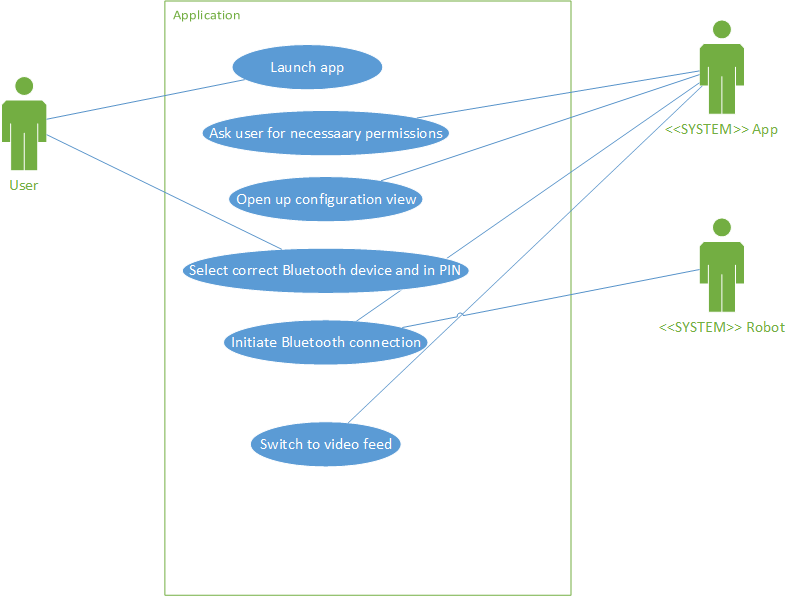 Application
Launch app
Ask user for necessaary permissions
<<SYSTEM>> App
User
Open up configuration view
Select correct Bluetooth device and in PIN
<<SYSTEM>> Robot
Initiate Bluetooth connection
Switch to video feed